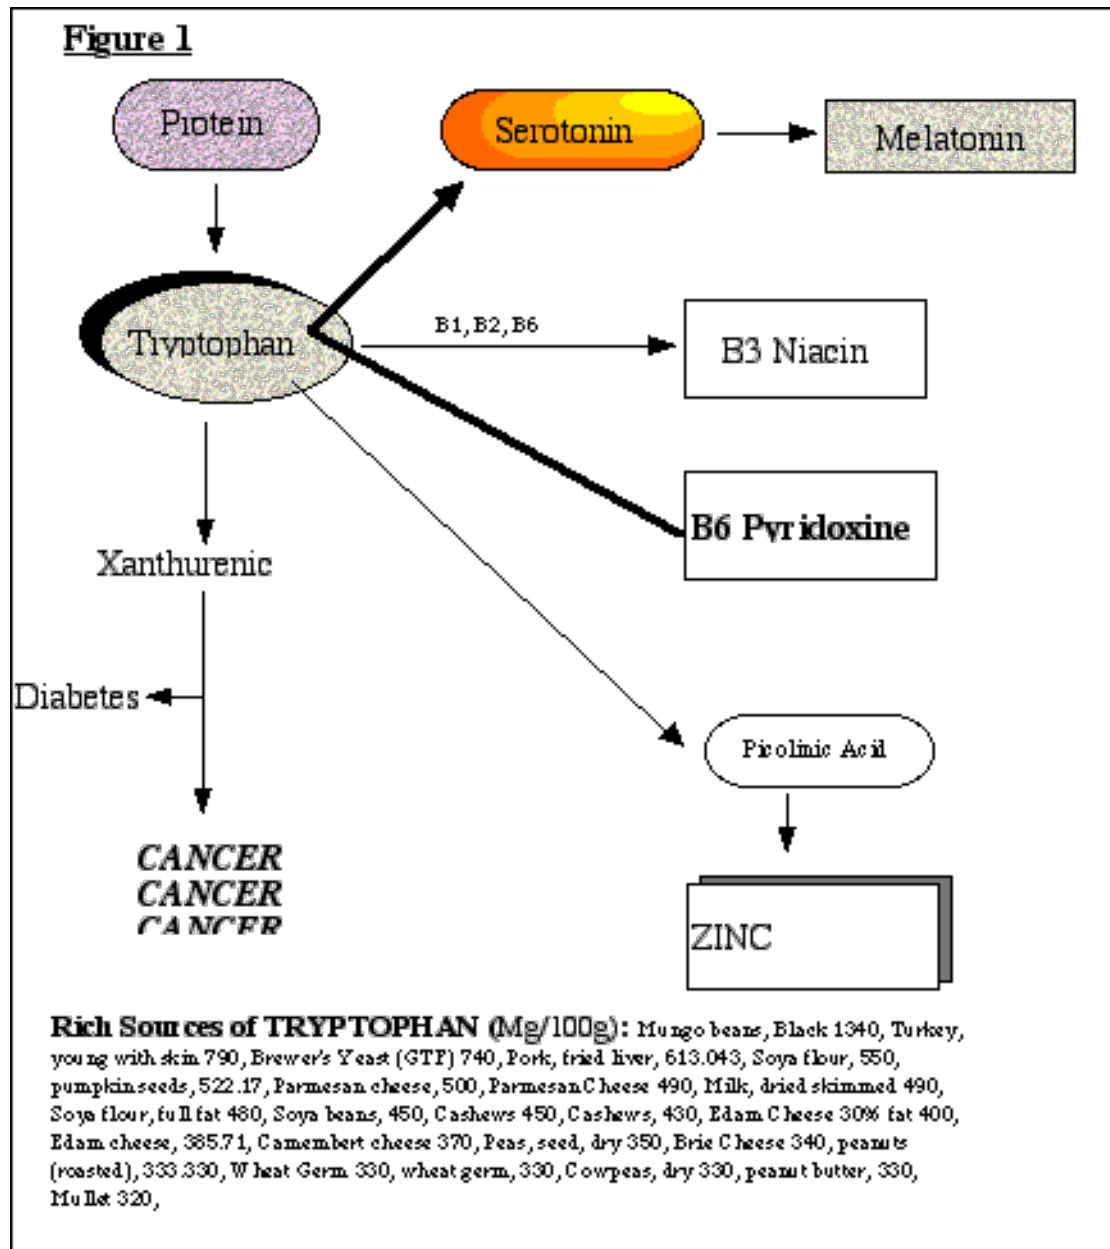 Figure 1
Protein
Serotonin
Melatonin
Tryptophan
B1, B2, B6
B3 Niacin
B6 Pyridoxine
Xanthurenic
Diabetes
Picolinic Acid
CANCER
CANCER
CANCER
ZINC
Rich Sources of TRYPTOPHAN (Mg/100g): Mungo beans, Black 1340, Turkey,
young with skin 790, Brewer's Yeast (GTF) 740, Pork, fried liver, 613.043, Soya flour, 550,
pumpkin seeds, 522.17, Parmesan cheese, 500, Parmesan Cheese 490, Milk, dried skimmed 490,
Soya flour, full fat 480, Soya beans, 450, Cashews 450, Cashews, 430, Edam Cheese 30% fat 400,
Edam cheese, 385.71, Camembert cheese 370, Peas, seed, dry 350, Brie Cheese 340, peanuts
(roasted), 333.330, Wheat Germ 330, wheat germ, 330, Cowpeas, dry 330, peanut butter, 330,
Mullet 320,